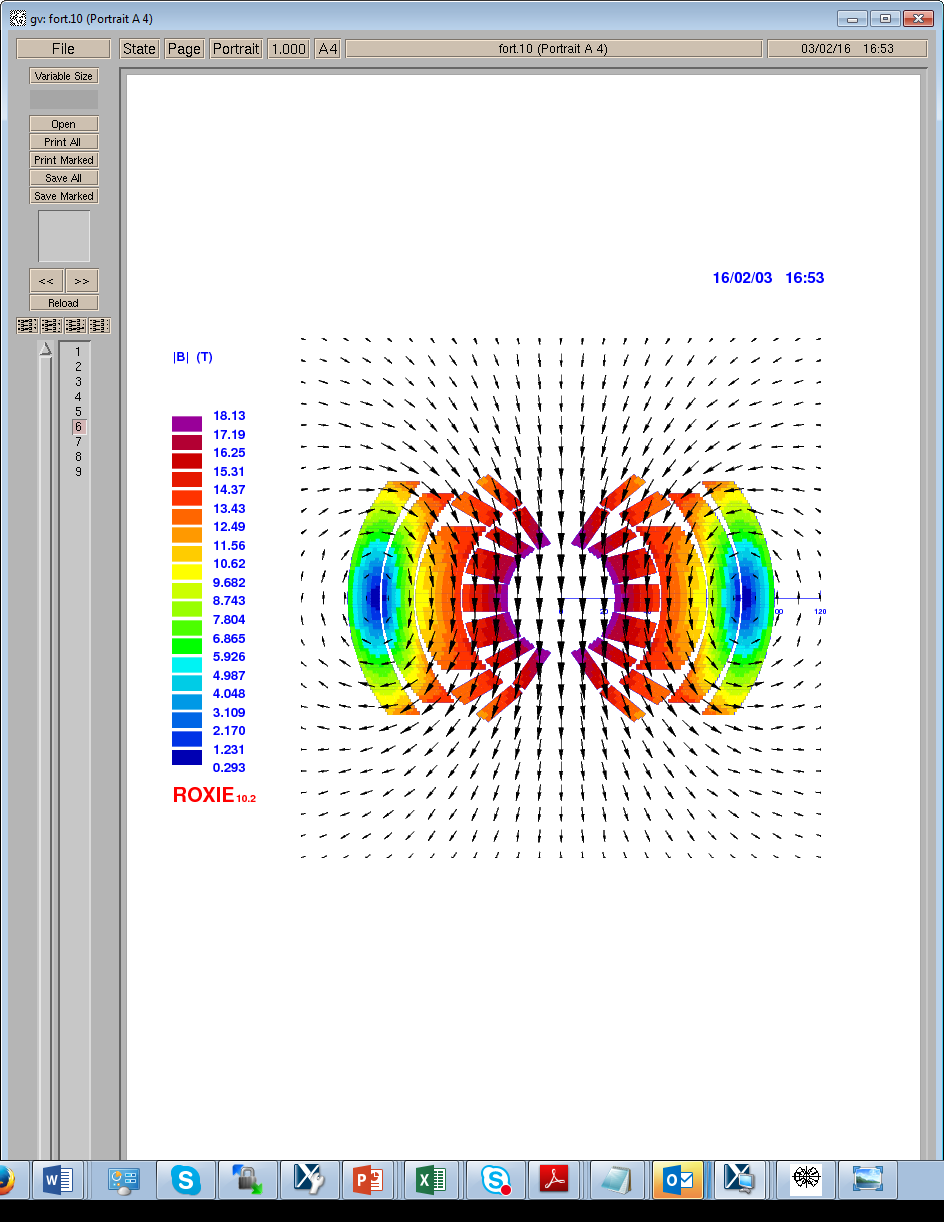 gv: fort.10 (Portrait A 4)
File State Page Portrait 1.000 A4 fort.10 (Portrait A 4) 03/02/16 16:53
Variable Size
Open
Print All
Print Marked
Save All
Save Marked
<< >>
Reload
1
2
3
4
5
6
7
8
9
16/02/03 16:53
|B| (T)
18.13
17.19
16.25
15.31
14.37
13.43
12.49
11.56
10.62
9.682
8.743
7.804
6.865
5.926
4.987
4.048
3.109
2.170
1.231
0.293
ROXIE 10.2
120